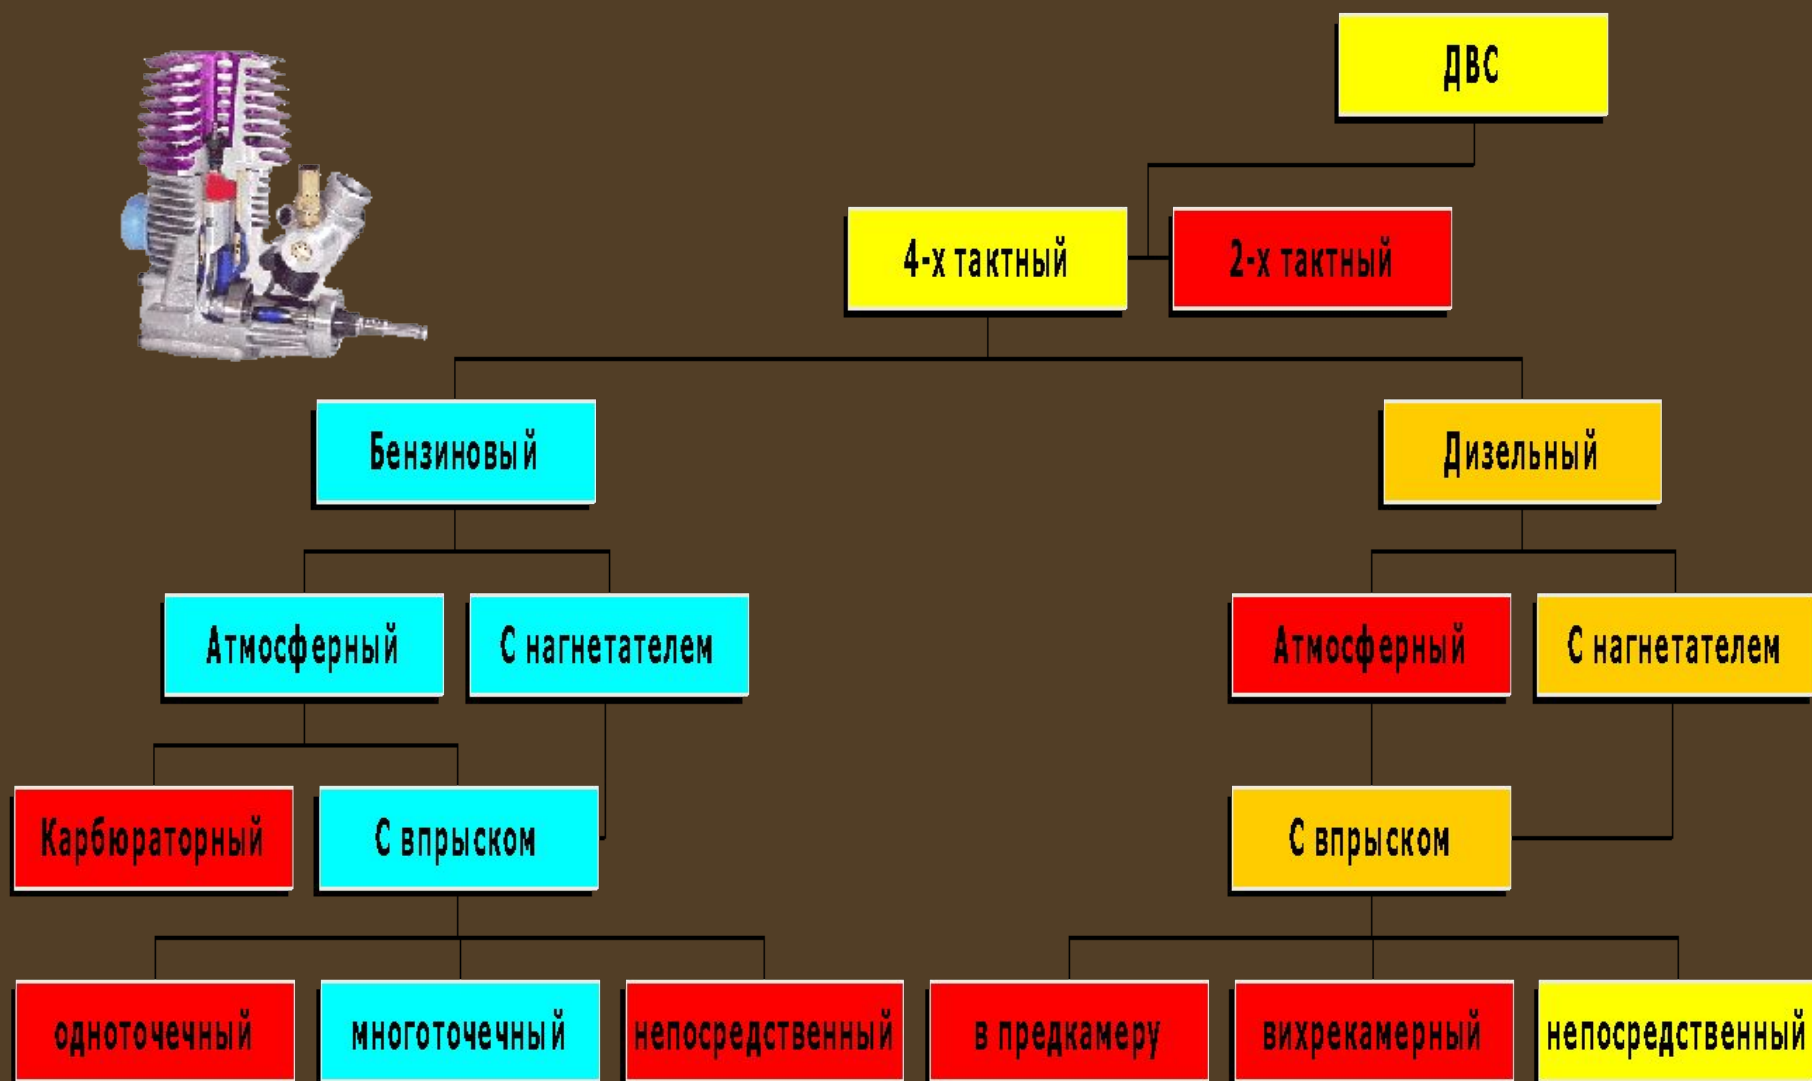 ДВС
4-х тактный
2-х тактный
Бензиновый
Дизельный
Атмосферный
С нагнетателем
Атмосферный
С нагнетателем
Карбюраторный
С впрыском
С впрыском
одноточечный
многоточечный
непосредственный
в предкамеру
вихрекамерный
непосредственный